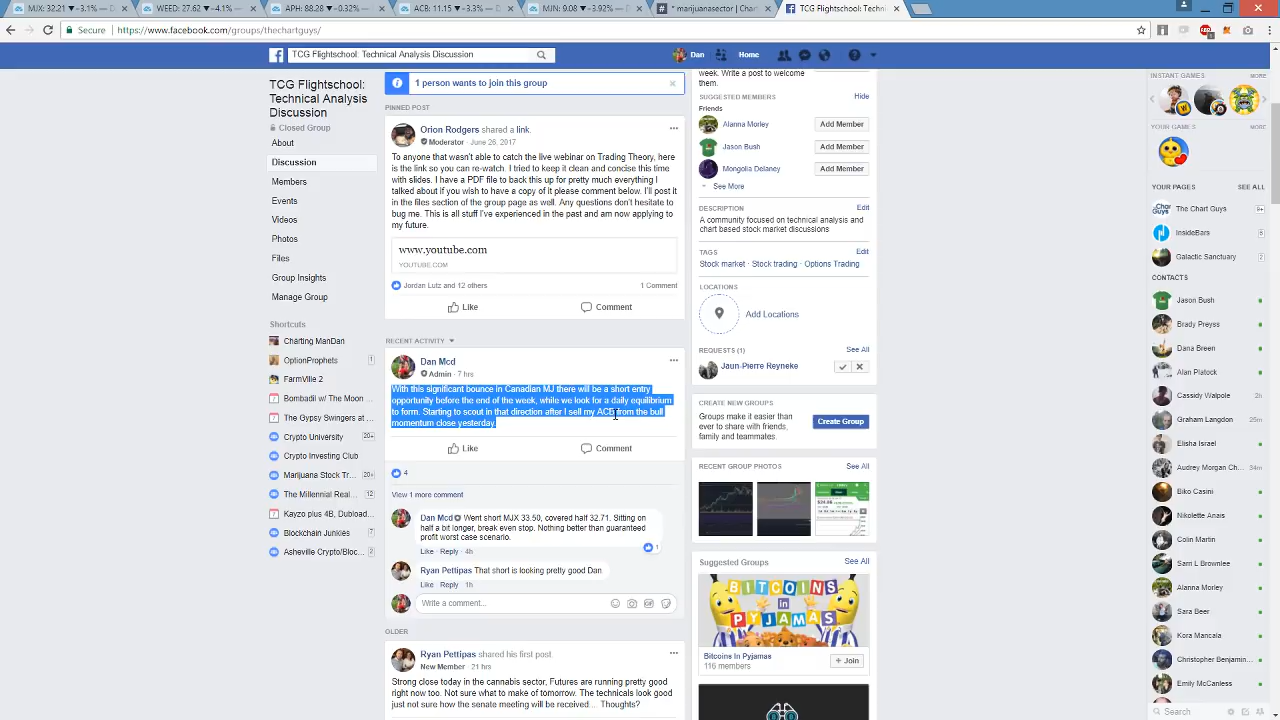 MJX: 32.21 ▼−3.1%
WEED: 27.62 ▼−4.1%
APH: 88.28 ▼−0.32%
ACB: 11.15 ▼−3.3%
MJN: 9.08 ▼−3.92%
* marijuanasector | Chart
TCG Flightschool: Techni
Secure | https://www.facebook.com/groups/thechartguys/
TCG Flightschool: Technical Analysis Discussion
Dan
Home
TCG Flightschool:
Technical Analysis
Discussion
Closed Group
About
Discussion
Members
Events
Videos
Photos
Files
Group Insights
Manage Group
Shortcuts
Charting ManDan
OptionProphets 1
FarmVille 2
Bombadil w/ The Moon ...
The Gypsy Swingers at ...
Crypto University 20+
Crypto Investing Club
Marijuana Stock Tr... 20+
The Millennial Real... 12
Kayzo plus 4B, Dubload...
Blockchain Junkies 7
Asheville Crypto/Bloc... 2
1 person wants to join this group
PINNED POST
Orion Rodgers shared a link.
Moderator · June 26, 2017
To anyone that wasn't able to catch the live webinar on Trading Theory, here
is the link so you can re-watch. I tried to keep it clean and concise this time
with slides. I have a PDF file to back this up for pretty much everything I
talked about if you wish to have a copy of it please comment below. I'll post it
in the files section of the group page as well. Any questions don't hesitate to
bug me. This is all stuff I've experienced in the past and am now applying to
my future.
www.youtube.com
YOUTUBE.COM
Jordan Lutz and 12 others
1 Comment
Like
Comment
RECENT ACTIVITY
Dan Mcd
Admin · 7 hrs
With this significant bounce in Canadian MJ there will be a short entry
opportunity before the end of the week, while we look for a daily equilibrium
to form. Starting to scout in that direction after I sell my ACB from the bull
momentum close yesterday.
Like
Comment
4
View 1 more comment
Dan Mcd Went short MJX 33.50, covered half 32.71. Sitting on
half a bit longer, break even stop. Nothing better than guaranteed
profit worst case scenario.
Like · Reply · 4h
1
Ryan Pettipas That short is looking pretty good Dan
Like · Reply · 1h
Write a comment...
OLDER
Ryan Pettipas shared his first post.
New Member · 21 hrs
Strong close today in the cannabis sector, Futures are running pretty good
right now too. Not sure what to make of tomorrow. The technicals look good
just not sure how the senate meeting will be received ... Thoughts?
week. Write a post to welcome
them.
SUGGESTED MEMBERS
Hide
Friends
Alanna Morley
Add Member
Jason Bush
Add Member
Mongolia Delaney
Add Member
See More
DESCRIPTION
Edit
A community focused on technical analysis and
chart based stock market discussions
TAGS
Edit
Stock market · Stock trading · Options Trading
LOCATIONS
Add Locations
REQUESTS (1)
See All
Jaun-Pierre Reyneke
CREATE NEW GROUPS
Groups make it easier than
ever to share with friends,
family and teammates.
Create Group
RECENT GROUP PHOTOS
See All
Suggested Groups
See All
BITCOINS
in
PYJAMAS
Bitcoins In Pyjamas
116 members
+ Join
INSTANT GAMES
MORE
YOUR GAMES
MORE
YOUR PAGES
SEE ALL
The Chart Guys 9+
InsideBars 6
Galactic Sanctuary 2
CONTACTS
Jason Bush
Brady Preyss
Dana Breen
Cassidy Walpole
Graham Langdon 25m
Elisha Israel
Audrey Morgan Ch...
Biko Casini
Nikolette Anais
Colin Martin
Sarri L Brownlee
Alanna Morley
Sara Beer
Kora Mancala
Christopher Benjamin...
Emily McCanless
Search